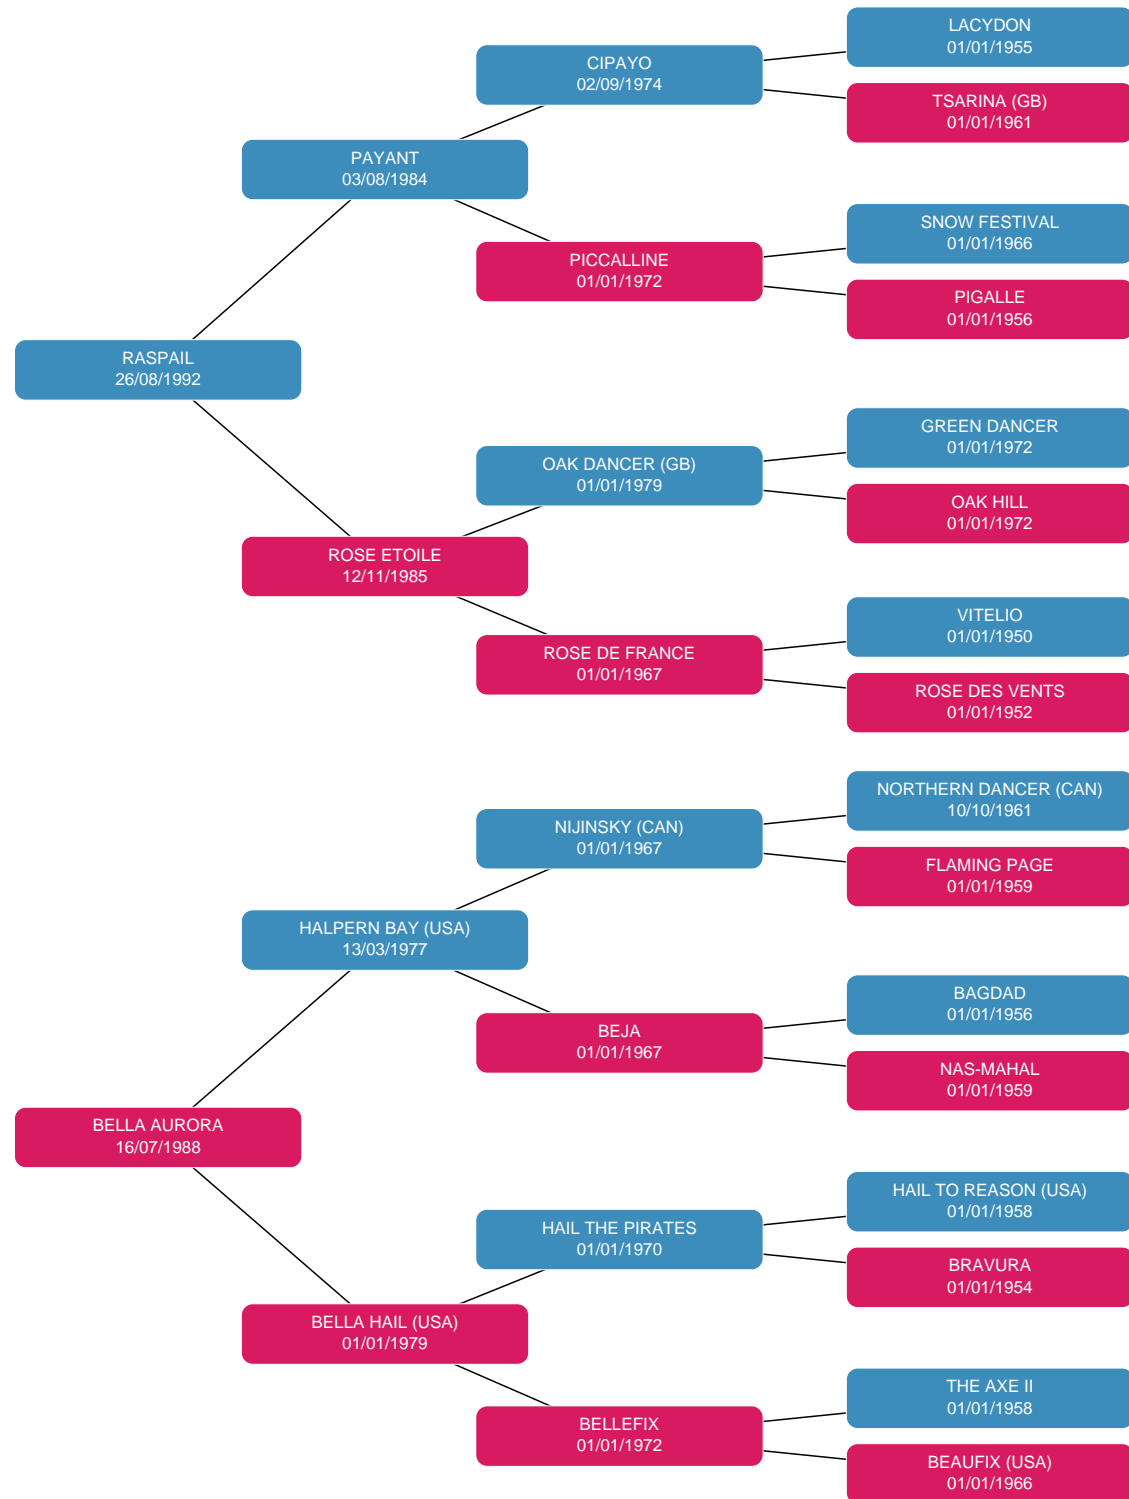 LACYDON
01/01/1955
CIPAYO
02/09/1974
TSARINA (GB)
01/01/1961
PAYANT
03/08/1984
SNOW FESTIVAL
01/01/1966
PICCALLINE
01/01/1972
PIGALLE
01/01/1956
RASPAIL
26/08/1992
GREEN DANCER
01/01/1972
OAK DANCER (GB)
01/01/1979
OAK HILL
01/01/1972
ROSE ETOILE
12/11/1985
VITELIO
01/01/1950
ROSE DE FRANCE
01/01/1967
ROSE DES VENTS
01/01/1952
NORTHERN DANCER (CAN)
10/10/1961
NIJINSKY (CAN)
01/01/1967
FLAMING PAGE
01/01/1959
HALPERN BAY (USA)
13/03/1977
BAGDAD
01/01/1956
BEJA
01/01/1967
NAS-MAHAL
01/01/1959
BELLA AURORA
16/07/1988
HAIL TO REASON (USA)
01/01/1958
HAIL THE PIRATES
01/01/1970
BRAVURA
01/01/1954
BELLA HAIL (USA)
01/01/1979
THE AXE II
01/01/1958
BELLEFIX
01/01/1972
BEAUFIX (USA)
01/01/1966